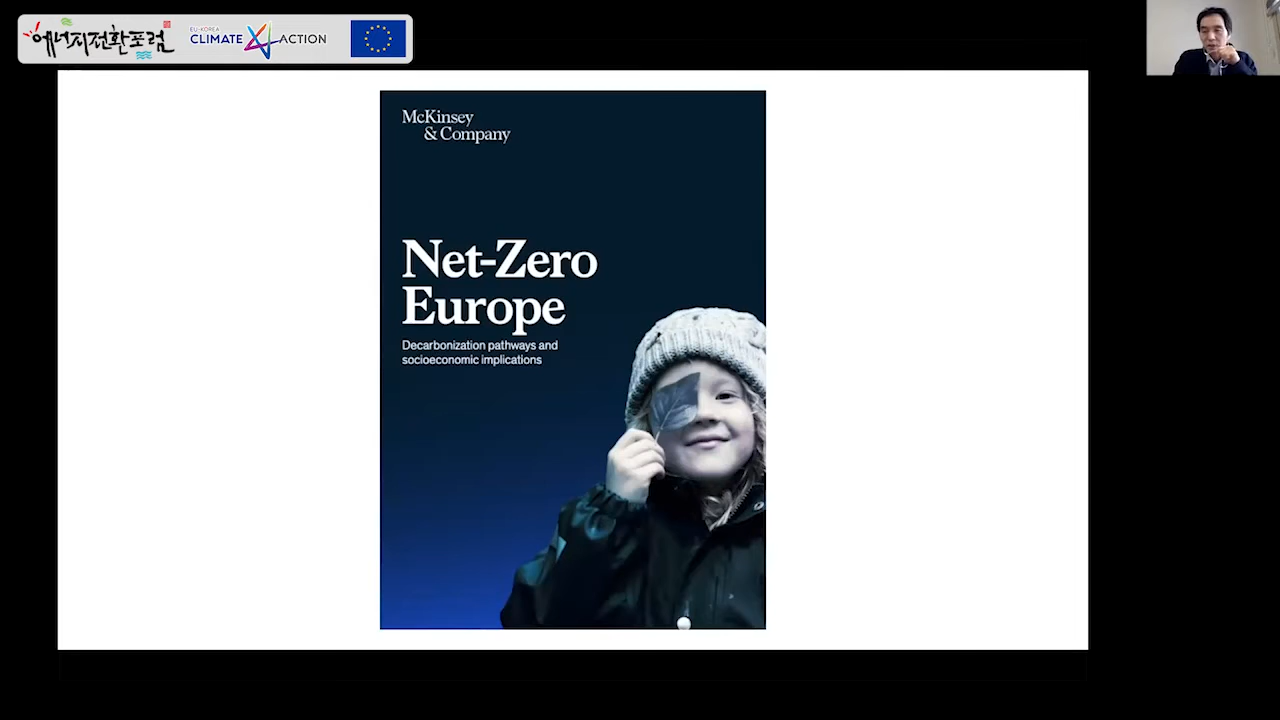 에너지전환포럼
EU-KOREA
CLIMATE ACTION
McKinsey
& Company
Net-Zero
Europe
Decarbonization pathways and
socioeconomic implications